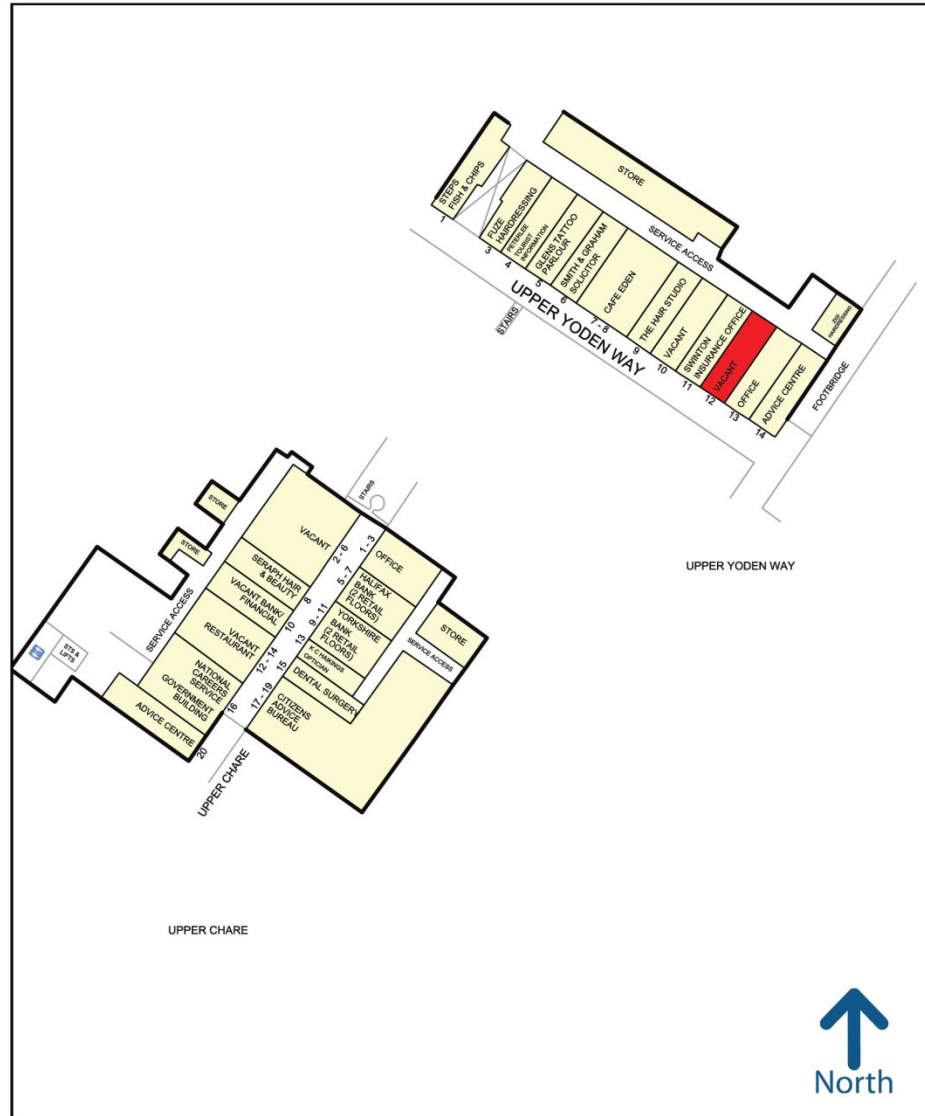 STEPS
FISH & CHIPS
1
FUZE
HAIRDRESSING
3
PETERLEE
TOURIST
INFORMATION
4
GLENS TATTOO
PARLOUR
5
SMITH & GRAHAM
SOLICITOR
6
CAFE EDEN
7 - 8
THE HAIR STUDIO
9
VACANT
10
SWINTON
INSURANCE OFFICE
11
VACANT
12
OFFICE
13
ADVICE CENTRE
14
STORE
SERVICE ACCESS
HAIRDRESSING
FOOTBRIDGE
UPPER YODEN WAY
STAIRS
UPPER YODEN WAY
STAIRS
STORE
STORE
SERVICE ACCESS
STS &
LIFTS
VACANT
2 - 6
SERAPH HAIR
& BEAUTY
8
VACANT BANK/
FINANCIAL
10
VACANT
RESTAURANT
12 - 14
NATIONAL
CAREERS
SERVICE
GOVERNMENT
BUILDING
16
ADVICE CENTRE
20
1 - 3
OFFICE
5 - 7
HALIFAX
BANK
(2 RETAIL
FLOORS)
9 - 11
YORKSHIRE
BANK
(2 RETAIL
FLOORS)
13
K C HAIKINGS
OPTICIAN
15
DENTAL SURGERY
17 - 19
CITIZENS
ADVICE
BUREAU
STORE
SERVICE ACCESS
UPPER CHARE
UPPER CHARE
North